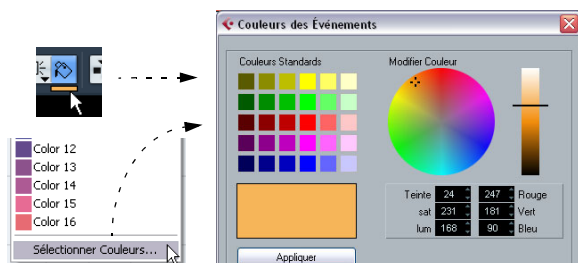 Couleurs des Événements
Couleurs Standards
Modifier Couleur
Color 12
Color 13
Color 14
Color 15
Color 16
Sélectionner Couleurs...
Teinte 24 247 Rouge
sat 231 181 Vert
lum 168 90 Bleu
Appliquer